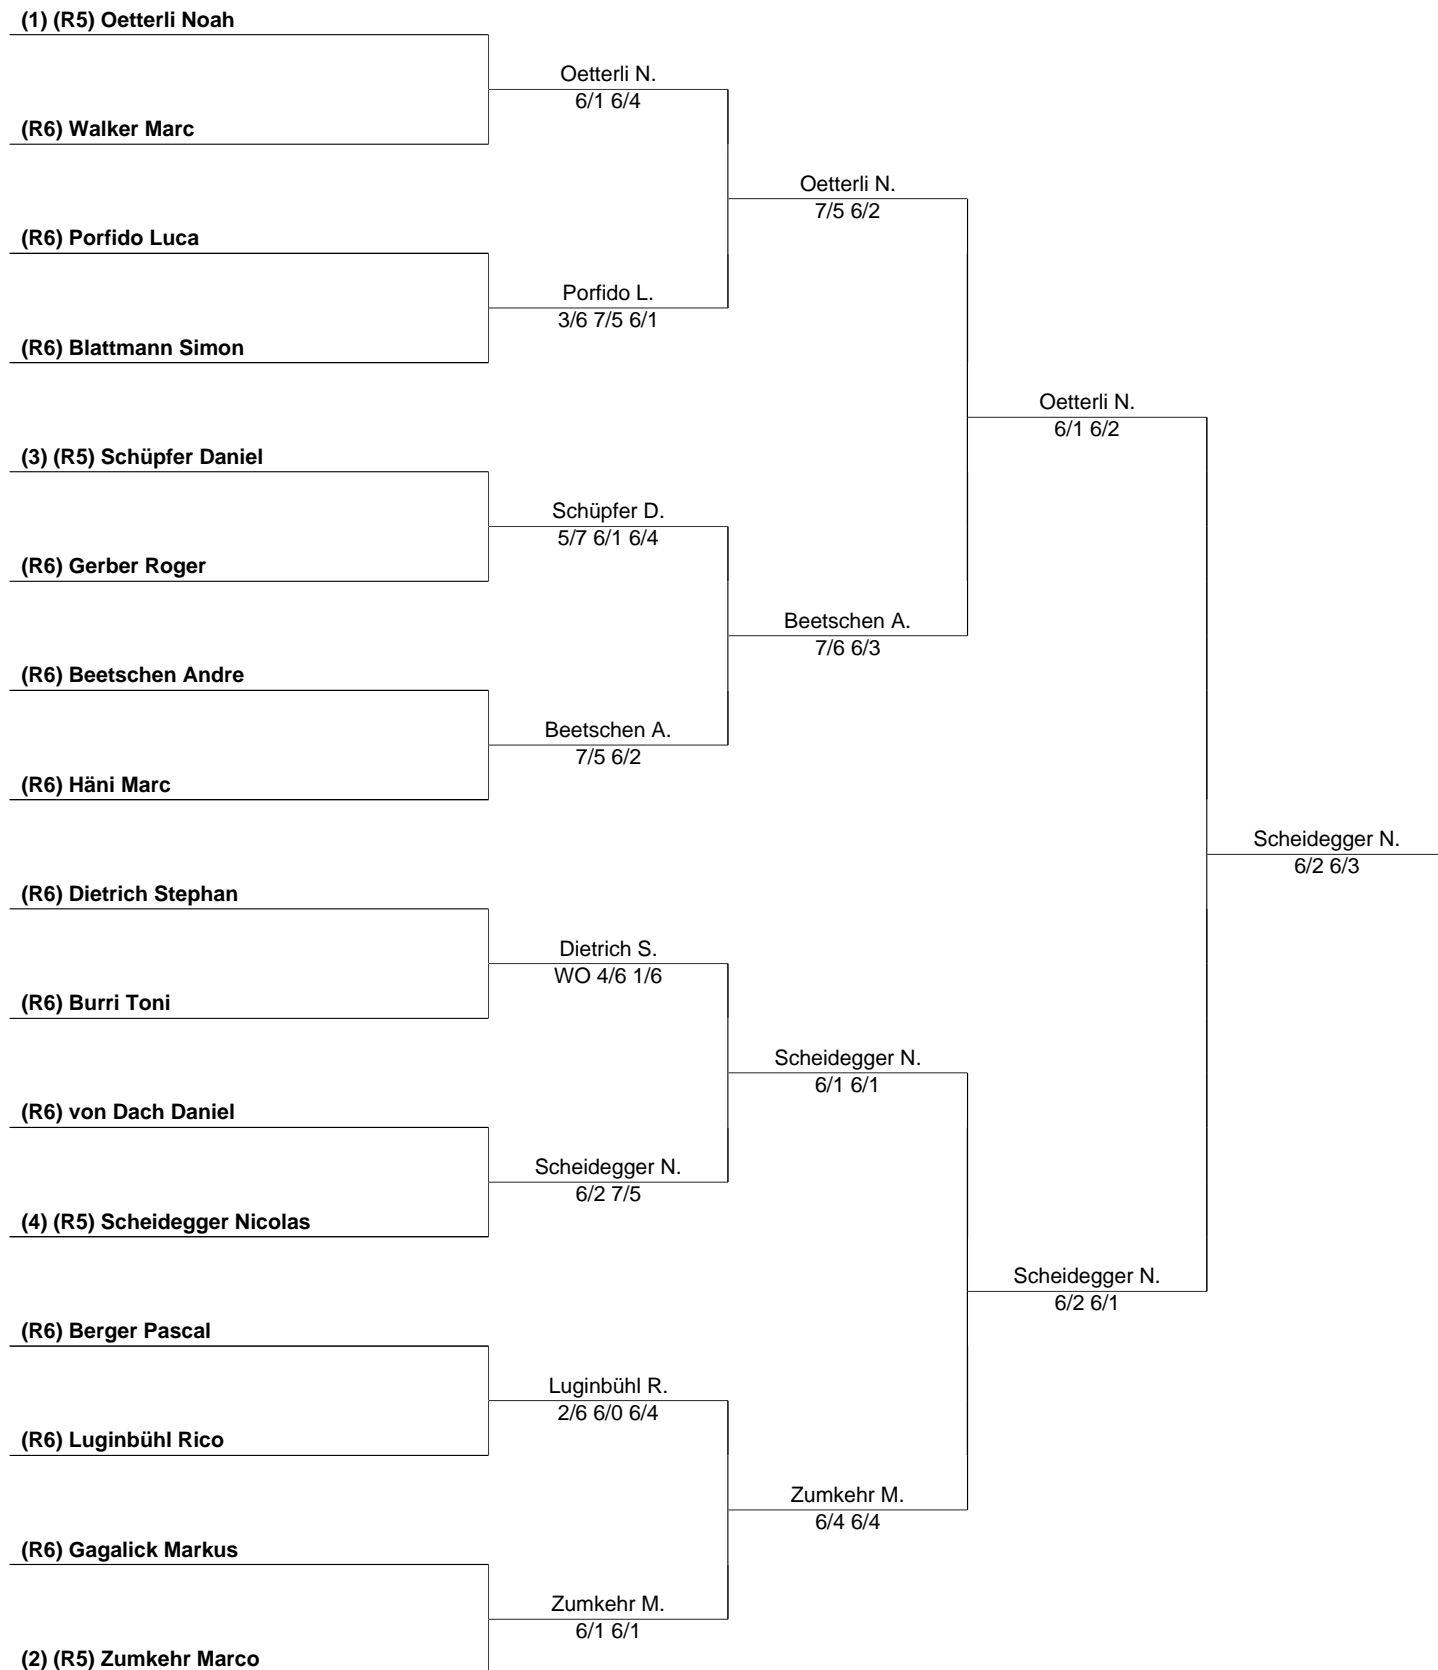 (1) (R5) Oetterli Noah
Oetterli N.
6/1 6/4
(R6) Walker Marc
Oetterli N.
7/5 6/2
(R6) Porfido Luca
Porfido L.
3/6 7/5 6/1
(R6) Blattmann Simon
Oetterli N.
6/1 6/2
(3) (R5) Schüpfer Daniel
Schüpfer D.
5/7 6/1 6/4
(R6) Gerber Roger
Beetschen A.
7/6 6/3
(R6) Beetschen Andre
Beetschen A.
7/5 6/2
(R6) Häni Marc
Scheidegger N.
6/2 6/3
(R6) Dietrich Stephan
Dietrich S.
WO 4/6 1/6
(R6) Burri Toni
Scheidegger N.
6/1 6/1
(R6) von Dach Daniel
Scheidegger N.
6/2 7/5
(4) (R5) Scheidegger Nicolas
Scheidegger N.
6/2 6/1
(R6) Berger Pascal
Luginbühl R.
2/6 6/0 6/4
(R6) Luginbühl Rico
Zumkehr M.
6/4 6/4
(R6) Gagalick Markus
Zumkehr M.
6/1 6/1
(2) (R5) Zumkehr Marco